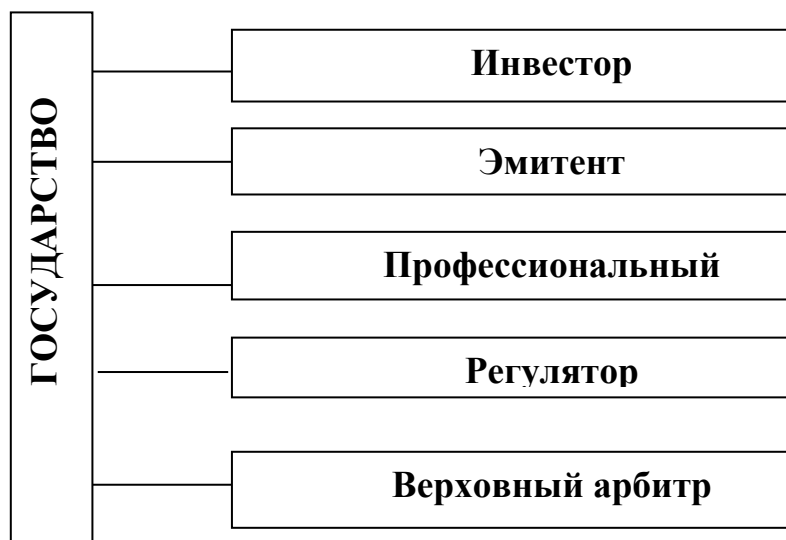 ГОСУДАРСТВО
Инвестор
Эмитент
Профессиональный
Регулятор
Верховный арбитр